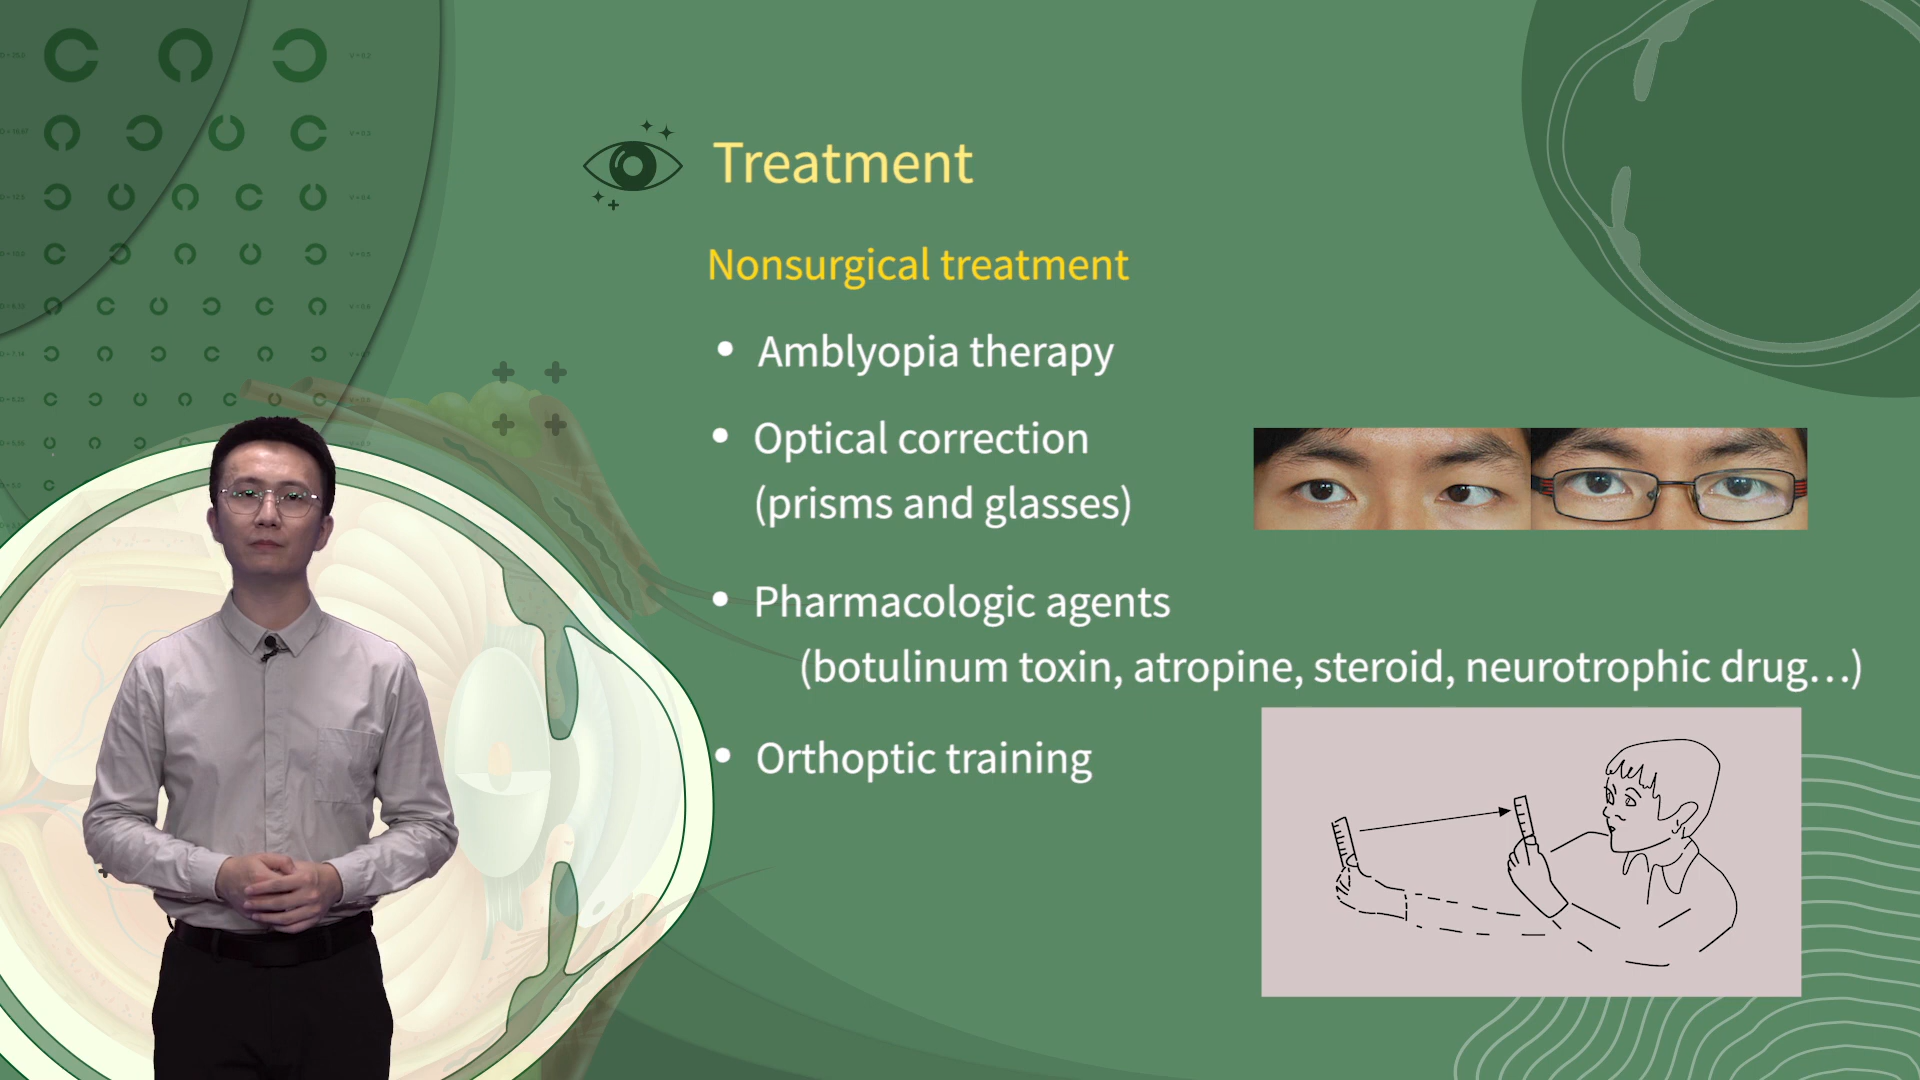 Treatment
Nonsurgical treatment
• Amblyopia therapy
• Optical correction
(prisms and glasses)
• Pharmacologic agents
(botulinum toxin, atropine, steroid, neurotrophic drug…)
• Orthoptic training